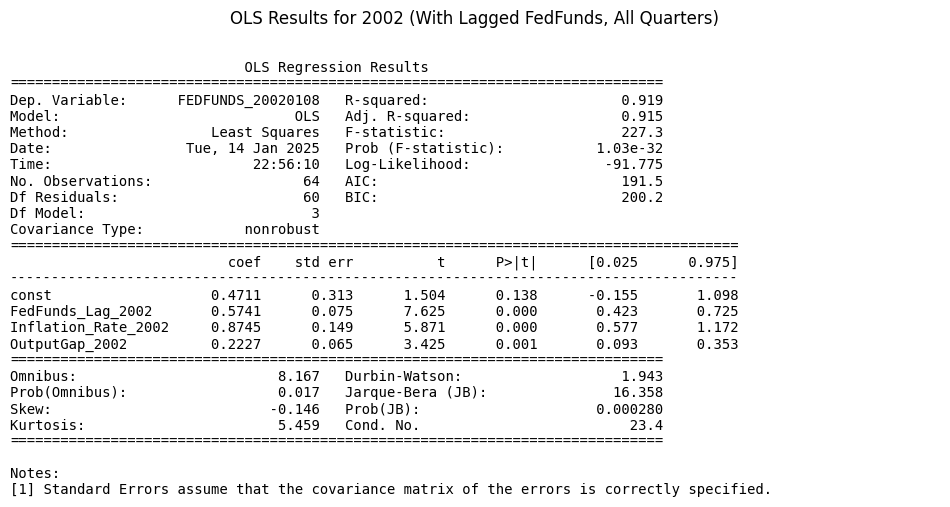 OLS Results for 2002 (With Lagged FedFunds, All Quarters)
OLS Regression Results
==============================================================================
Dep. Variable:      FEDFUNDS_20020108   R-squared:                       0.919
Model:                            OLS   Adj. R-squared:                  0.915
Method:                 Least Squares   F-statistic:                     227.3
Date:                Tue, 14 Jan 2025   Prob (F-statistic):           1.03e-32
Time:                        22:56:10   Log-Likelihood:                -91.775
No. Observations:                  64   AIC:                             191.5
Df Residuals:                      60   BIC:                             200.2
Df Model:                           3
Covariance Type:            nonrobust
=======================================================================================
                          coef    std err          t      P>|t|      [0.025      0.975]
---------------------------------------------------------------------------------------
const                   0.4711      0.313      1.504      0.138      -0.155       1.098
FedFunds_Lag_2002       0.5741      0.075      7.625      0.000       0.423       0.725
Inflation_Rate_2002     0.8745      0.149      5.871      0.000       0.577       1.172
OutputGap_2002          0.2227      0.065      3.425      0.001       0.093       0.353
==============================================================================
Omnibus:                        8.167   Durbin-Watson:                   1.943
Prob(Omnibus):                  0.017   Jarque-Bera (JB):               16.358
Skew:                          -0.146   Prob(JB):                     0.000280
Kurtosis:                       5.459   Cond. No.                         23.4
==============================================================================
Notes:
[1] Standard Errors assume that the covariance matrix of the errors is correctly specified.